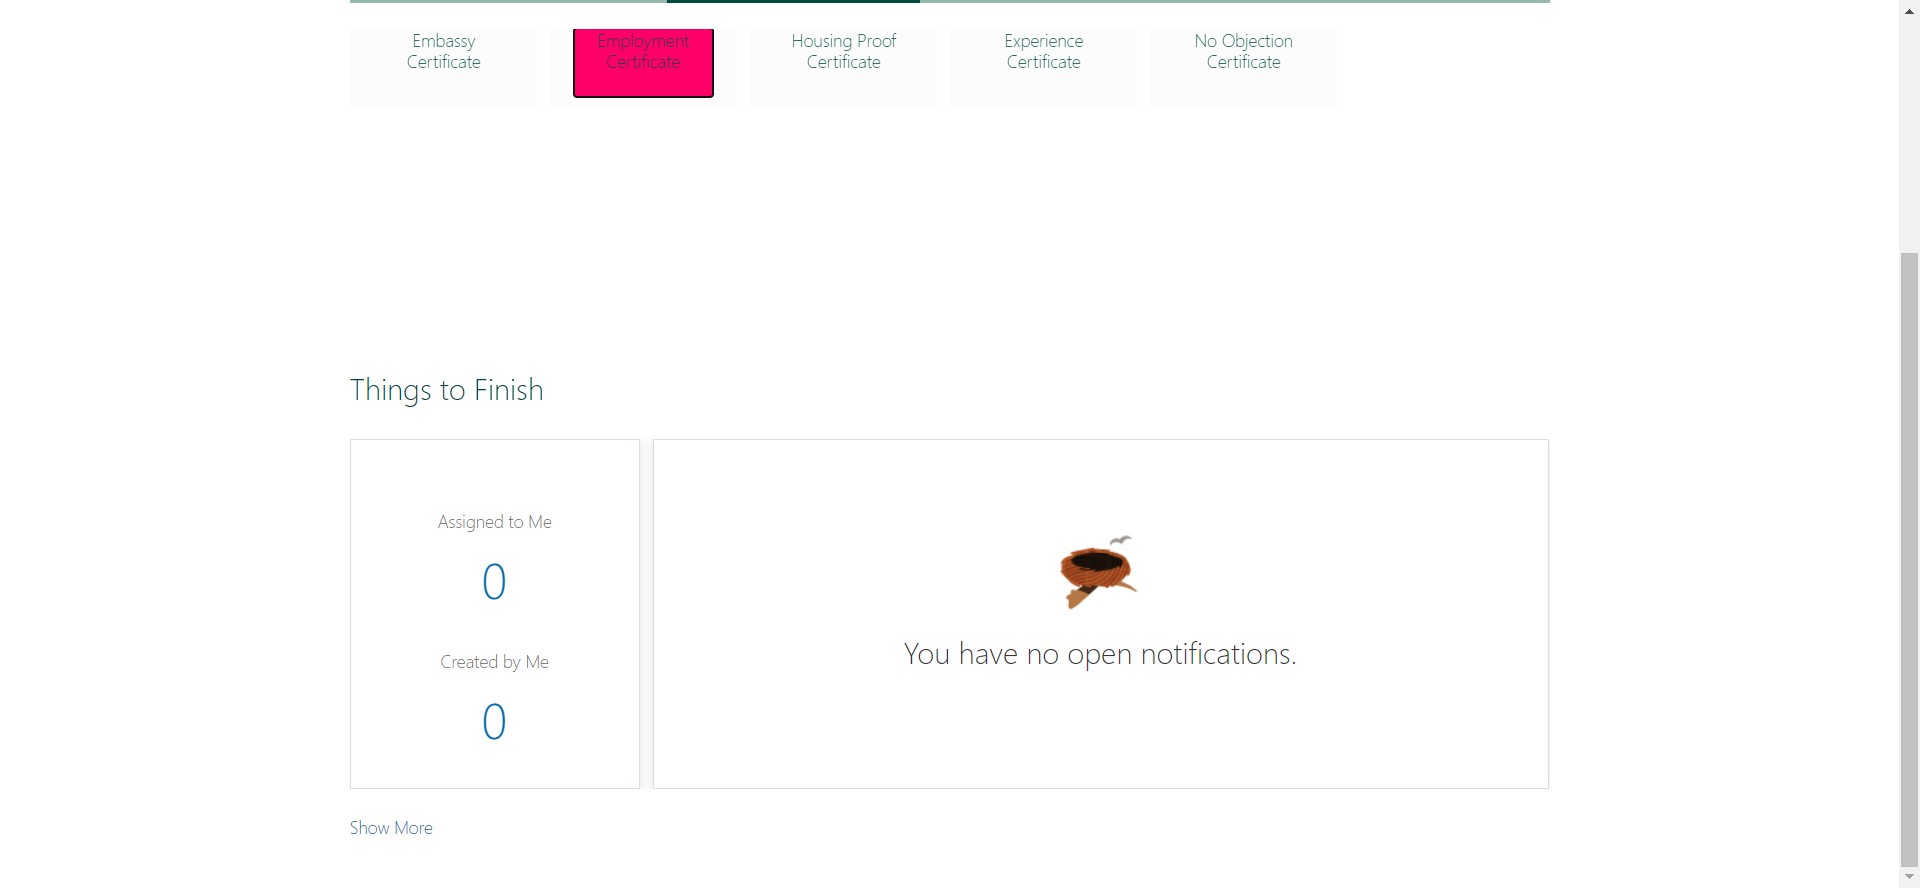 Embassy
Certificate
Employment
Certificate
Housing Proof
Certificate
Experience
Certificate
No Objection
Certificate
Things to Finish
Assigned to Me
0
Created by Me
0
You have no open notifications.
Show More